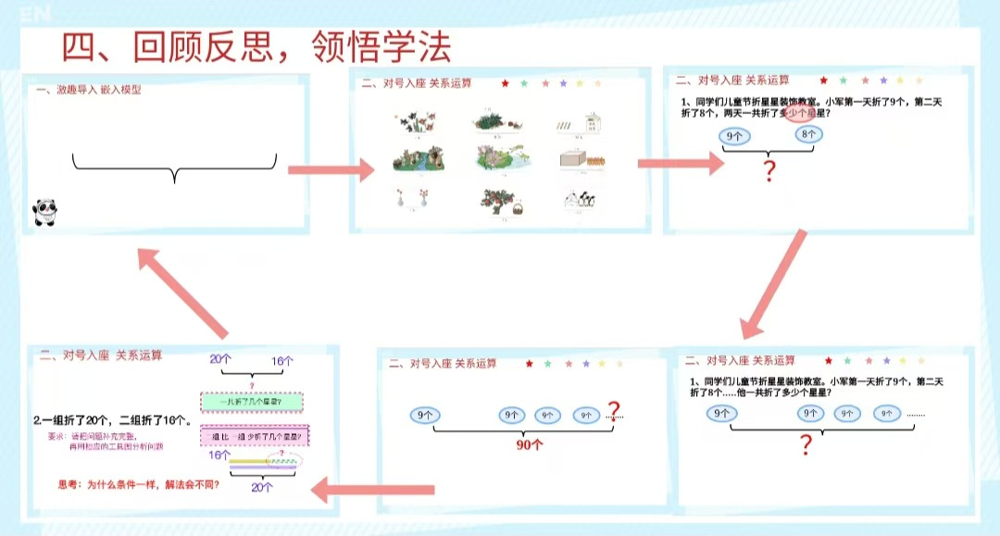 EN
四、回顾反思，领悟学法
一、激趣导入 嵌入模型
二、对号入座 关系运算
二、对号入座 关系运算
1、同学们儿童节折星星装饰教室。小军第一天折了9个，第二天
折了8个，两天一共折了多少个星星？
9个
8个
？
二、对号入座 关系运算
20个
16个
?
一共折了几个星星？
2.一组折了20个，二组折了16个。
要求：请把问题补充完整，
再用相应的工具图分析问题
二组 比 一组 少折了几个星星？
16个
?
20个
思考：为什么条件一样，解法会不同？
二、对号入座 关系运算
9个
9个
9个
9个
......
？
90个
二、对号入座 关系运算
1、同学们儿童节折星星装饰教室。小军第一天折了9个，第二天
折了8个.....他一共折了多少个星星？
9个
9个
9个
9个
........
？